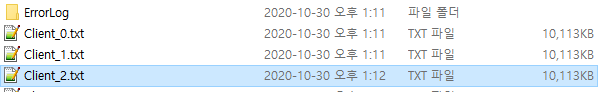 ErrorLog 2020-10-30 오후 1:11 파일 폴더
Client_0.txt 2020-10-30 오후 1:11 TXT 파일 10,113KB
Client_1.txt 2020-10-30 오후 1:11 TXT 파일 10,113KB
Client_2.txt 2020-10-30 오후 1:12 TXT 파일 10,113KB